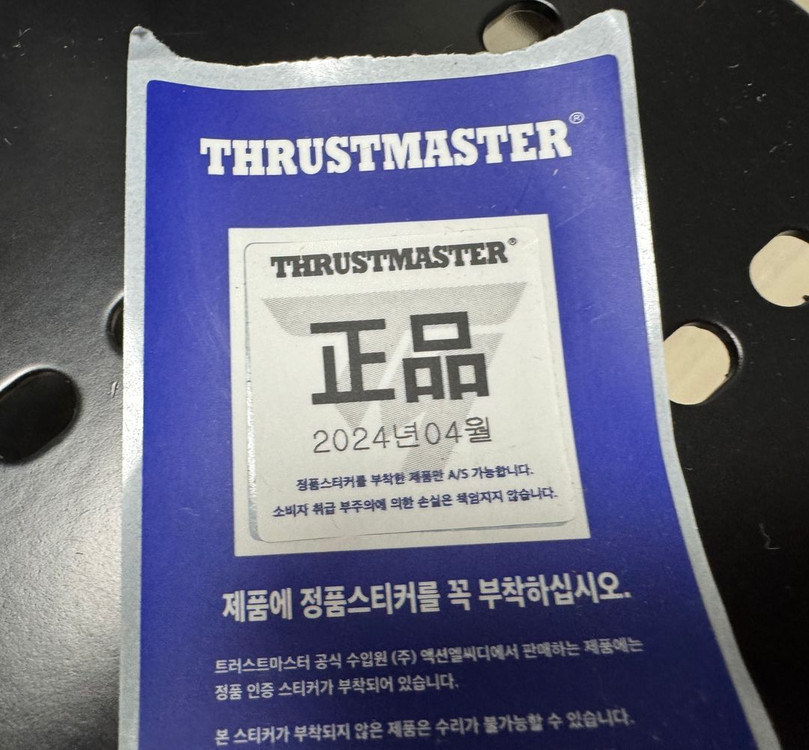 THRUSTMASTER®
THRUSTMASTER®
正品
2024년04월
정품스티커를 부착한 제품만 A/S 가능합니다.
소비자 취급 부주의에 의한 손실은 책임지지 않습니다.
제품에 정품스티커를 꼭 부착하십시오.
트러스트마스터 공식 수입원 (주) 액션엘씨디에서 판매하는 제품에는
정품 인증 스티커가 부착되어 있습니다.
본 스티커가 부착되지 않은 제품은 수리가 불가능할 수 있습니다.